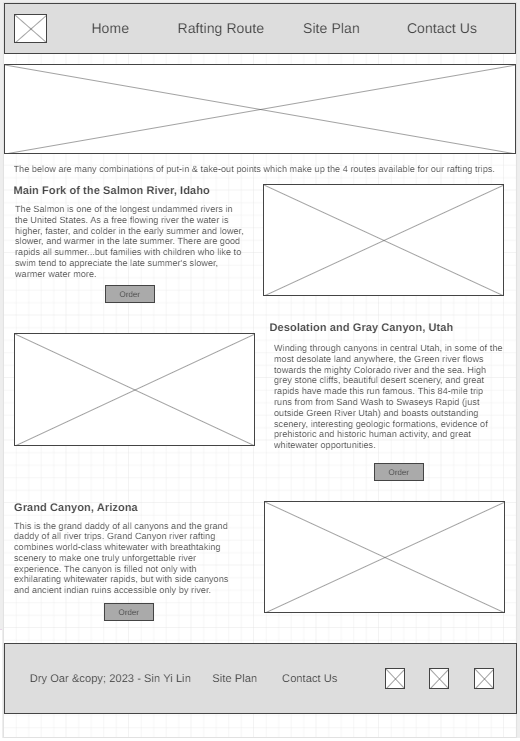 Home Rafting Route Site Plan Contact Us
The below are many combinations of put-in & take-out points which make up the 4 routes available for our rafting trips.
Main Fork of the Salmon River, Idaho
The Salmon is one of the longest undammed rivers in
the United States. As a free flowing river the water is
higher, faster, and colder in the early summer and lower,
slower, and warmer in the late summer. There are good
rapids all summer...but families with children who like to
swim tend to appreciate the late summer's slower,
warmer water more.
Order
Desolation and Gray Canyon, Utah
Winding through canyons in central Utah, in some of the
most desolate land anywhere, the Green river flows
towards the mighty Colorado river and the sea. High
grey stone cliffs, beautiful desert scenery, and great
rapids have made this run famous. This 84-mile trip
runs from from Sand Wash to Swaseys Rapid (just
outside Green River Utah) and boasts outstanding
scenery, interesting geologic formations, evidence of
prehistoric and historic human activity, and great
whitewater opportunities.
Order
Grand Canyon, Arizona
This is the grand daddy of all canyons and the grand
daddy of all river trips. Grand Canyon river rafting
combines world-class whitewater with breathtaking
scenery to make one truly unforgettable river
experience. The canyon is filled not only with
exhilarating whitewater rapids, but with side canyons
and ancient indian ruins accessible only by river.
Order
Dry Oar &copy; 2023 - Sin Yi Lin Site Plan Contact Us